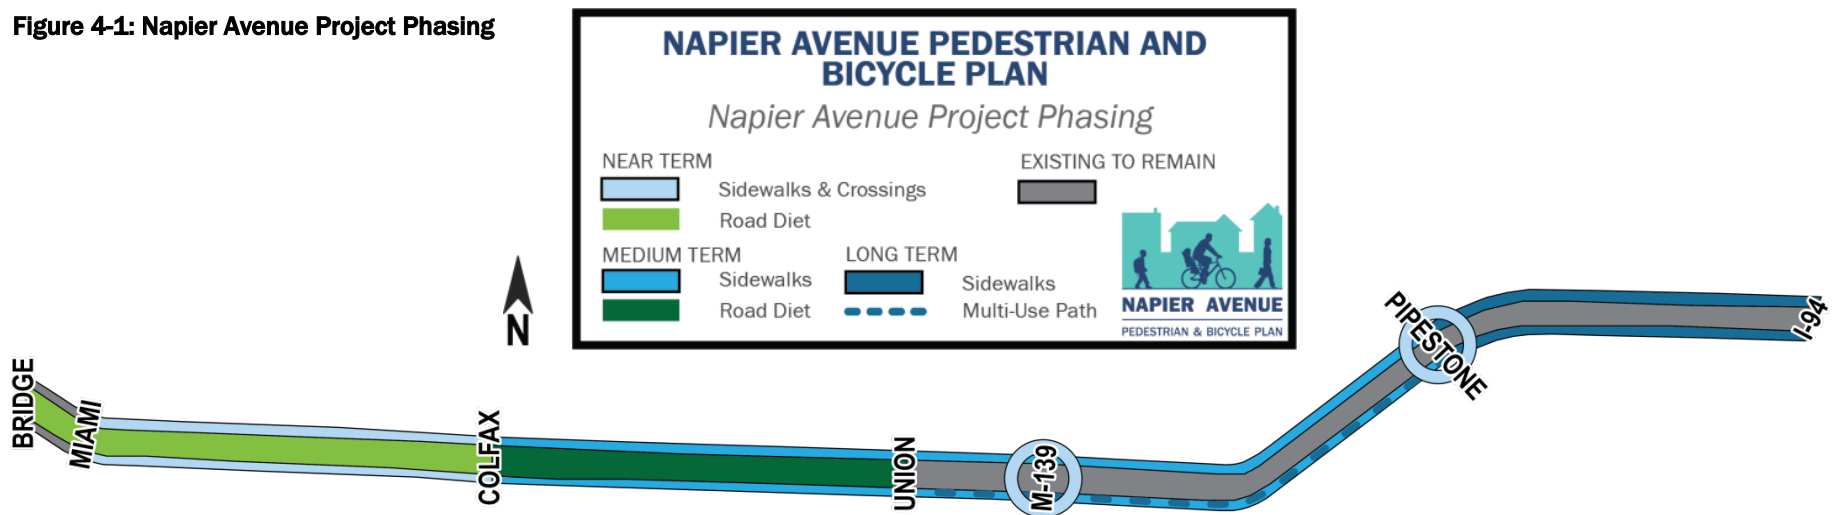 Figure 4-1: Napier Avenue Project Phasing
NAPIER AVENUE PEDESTRIAN AND
BICYCLE PLAN
Napier Avenue Project Phasing
NEAR TERM
Sidewalks & Crossings
Road Diet
EXISTING TO REMAIN
MEDIUM TERM
Sidewalks
Road Diet
LONG TERM
Sidewalks
Multi-Use Path
NAPIER AVENUE
PEDESTRIAN & BICYCLE PLAN
N
BRIDGE
MIAMI
COLFAX
UNION
M-139
PIPESTONE
I-94